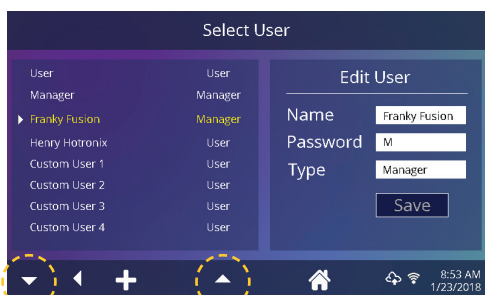 Select User
User User
Manager Manager
Franky Fusion Manager
Henry Hotronix User
Custom User 1 User
Custom User 2 User
Custom User 3 User
Custom User 4 User
Edit User
Name Franky Fusion
Password M
Type Manager
Save
8:53 AM
1/23/2018